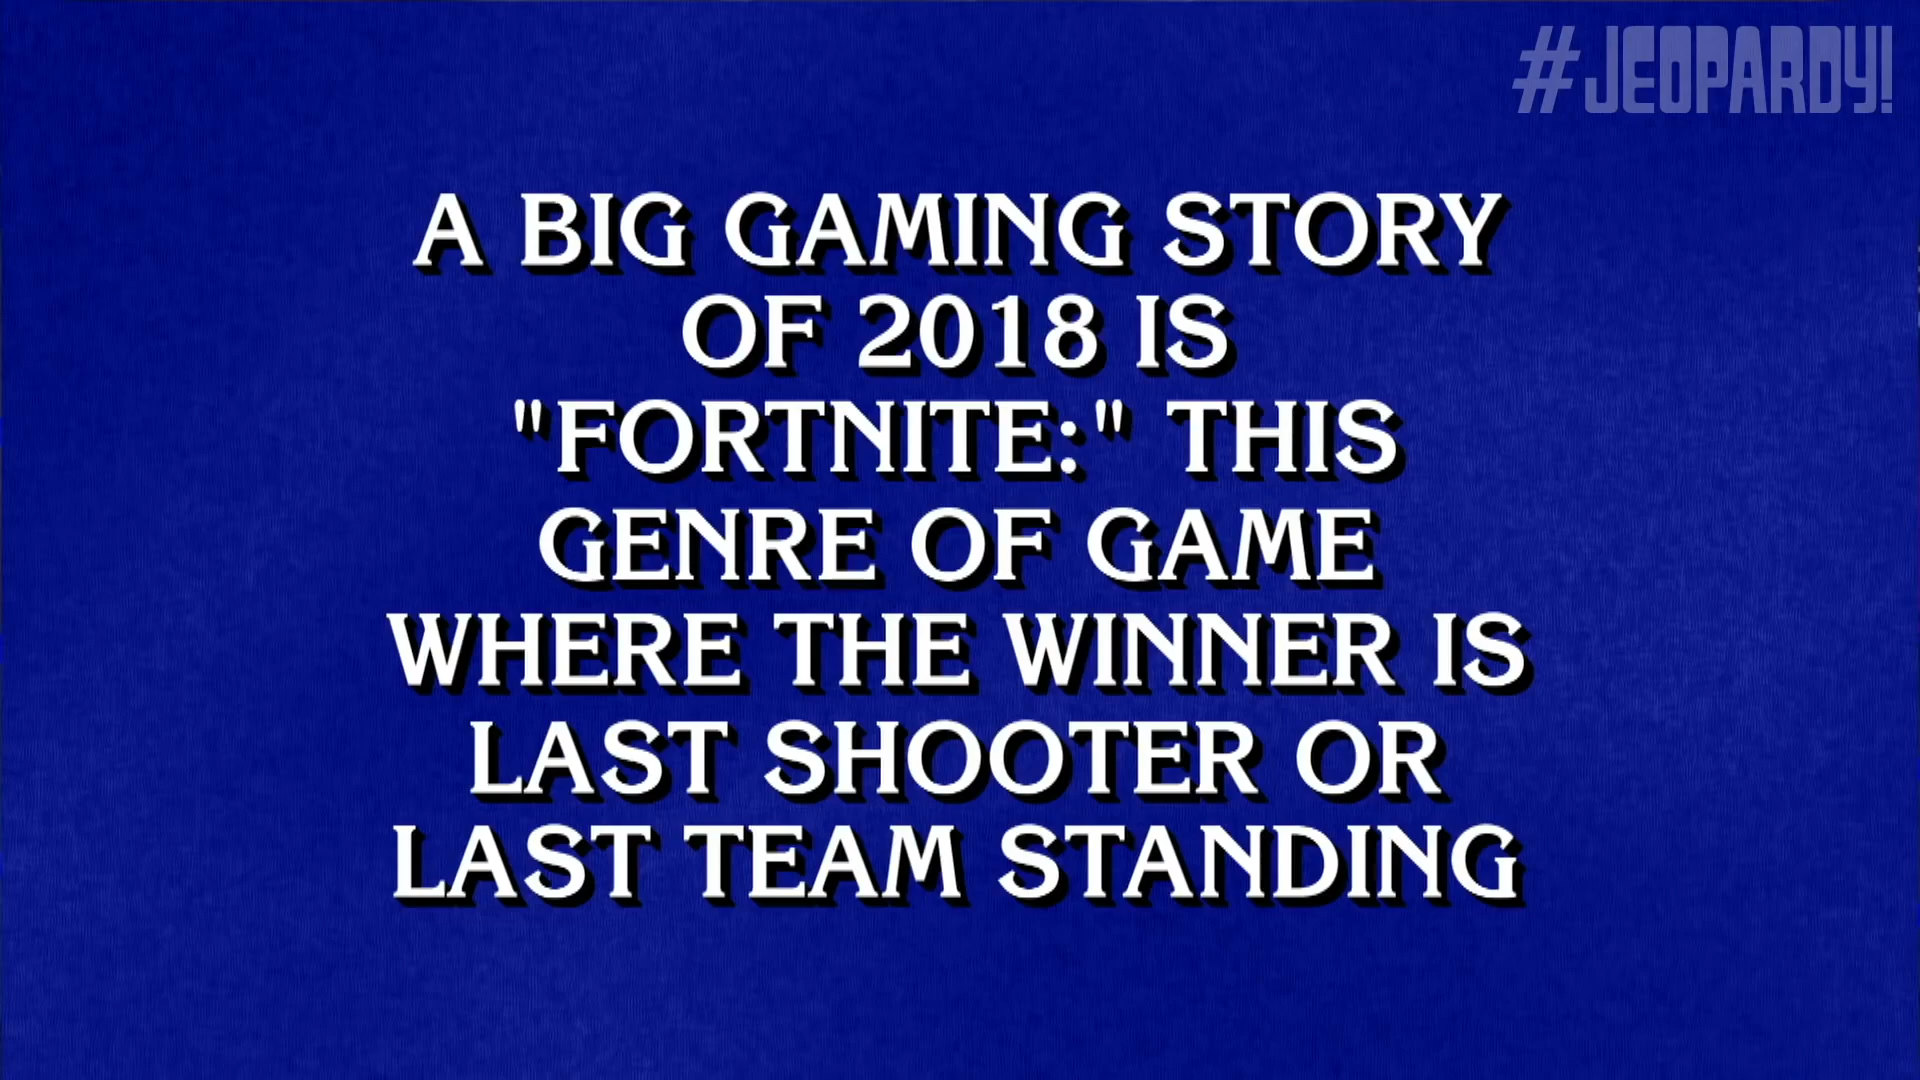 #JEOPARDY!
A BIG GAMING STORY
OF 2018 IS
"FORTNITE:" THIS
GENRE OF GAME
WHERE THE WINNER IS
LAST SHOOTER OR
LAST TEAM STANDING